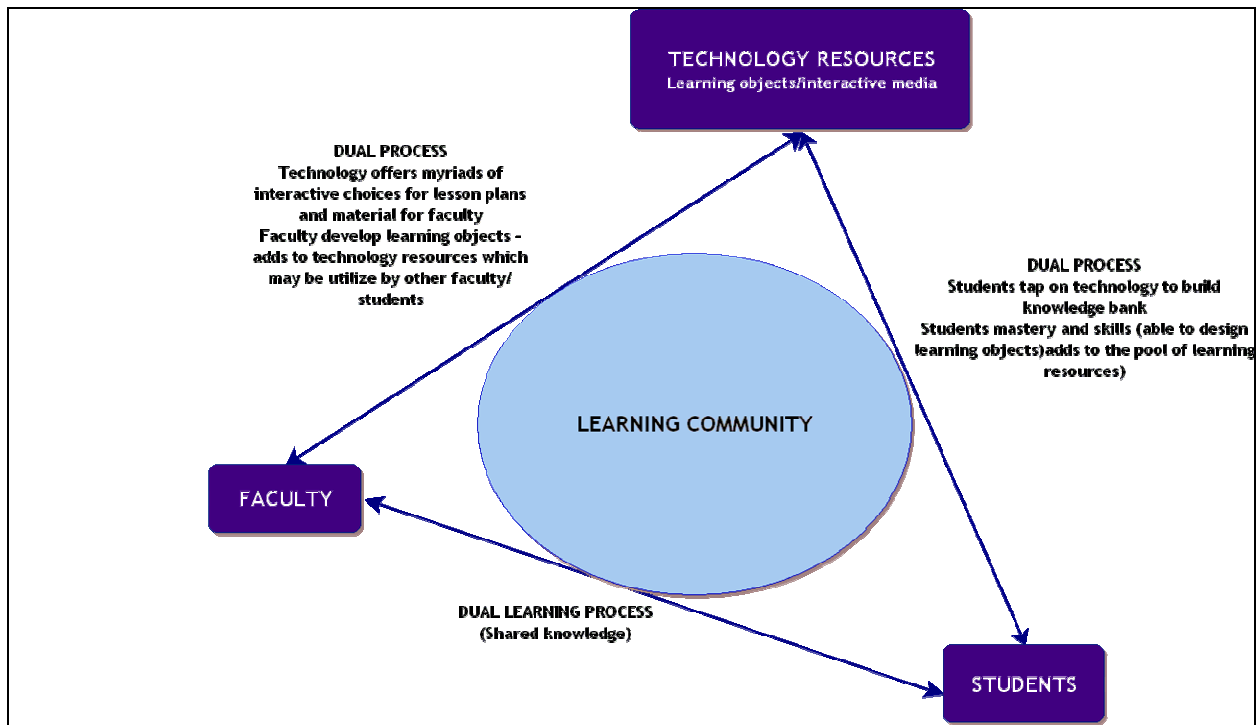 TECHNOLOGY RESOURCES
Learning objects/interactive media
DUAL PROCESS
Technology offers myriads of
interactive choices for lesson plans
and material for faculty
Faculty develop learning objects -
adds to technology resources which
may be utilize by other faculty/
students
DUAL PROCESS
Students tap on technology to build
knowledge bank
Students mastery and skills (able to design
learning objects)adds to the pool of learning
resources)
LEARNING COMMUNITY
FACULTY
DUAL LEARNING PROCESS
(Shared knowledge)
STUDENTS